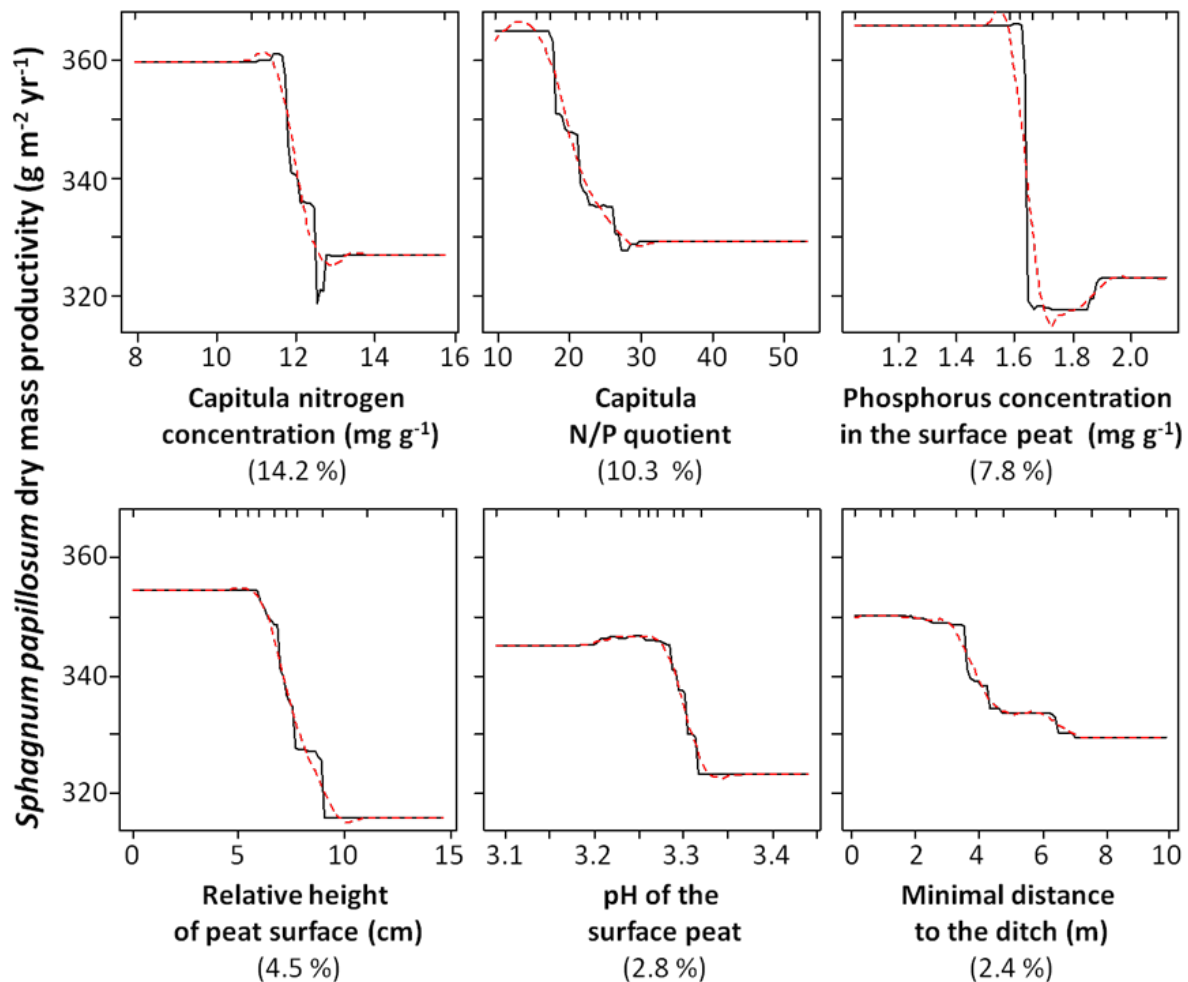 Sphagnum papillosum dry mass productivity (g m⁻² yr⁻¹)
360
340
320
8 10 12 14 16
10 20 30 40 50
1.2 1.4 1.6 1.8 2.0
Capitula nitrogen
concentration (mg g⁻¹)
(14.2 %)
Capitula
N/P quotient
(10.3 %)
Phosphorus concentration
in the surface peat (mg g⁻¹)
(7.8 %)
360
340
320
0 5 10 15
3.1 3.2 3.3 3.4
0 2 4 6 8 10
Relative height
of peat surface (cm)
(4.5 %)
pH of the
surface peat
(2.8 %)
Minimal distance
to the ditch (m)
(2.4 %)